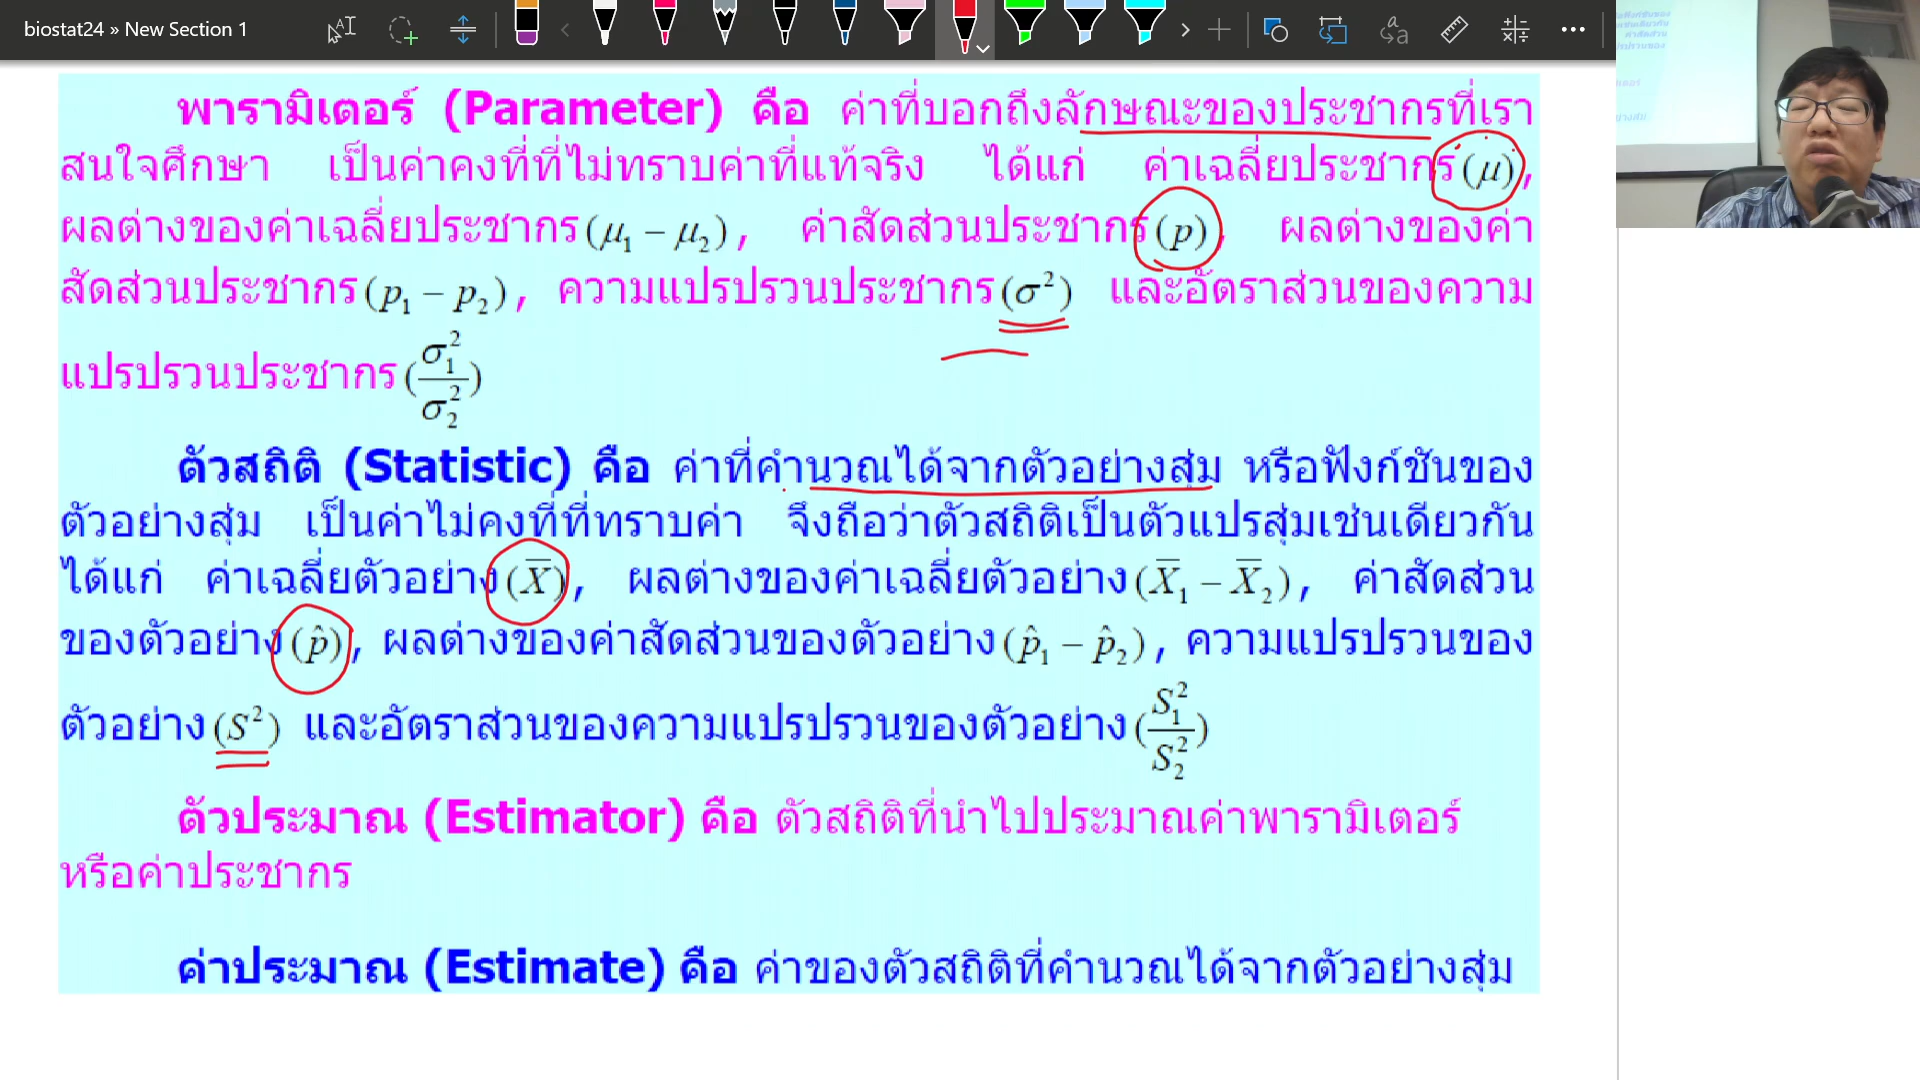 biostat24 » New Section 1
พารามิเตอร์ (Parameter) คือ ค่าที่บอกถึงลักษณะของประชากรที่เรา
สนใจศึกษา เป็นค่าคงที่ที่ไม่ทราบค่าที่แท้จริง ได้แก่ ค่าเฉลี่ยประชากร(μ),
ผลต่างของค่าเฉลี่ยประชากร(μ₁ − μ₂), ค่าสัดส่วนประชากร(p), ผลต่างของค่า
สัดส่วนประชากร(p₁ − p₂), ความแปรปรวนประชากร(σ²) และอัตราส่วนของความ
แปรปรวนประชากร(σ₁²/σ₂²)
ตัวสถิติ (Statistic) คือ ค่าที่คำนวณได้จากตัวอย่างสุ่ม หรือฟังก์ชันของ
ตัวอย่างสุ่ม เป็นค่าไม่คงที่ที่ทราบค่า จึงถือว่าตัวสถิติเป็นตัวแปรสุ่มเช่นเดียวกัน
ได้แก่ ค่าเฉลี่ยตัวอย่าง(X̄), ผลต่างของค่าเฉลี่ยตัวอย่าง(X̄₁ − X̄₂), ค่าสัดส่วน
ของตัวอย่าง(p̂), ผลต่างของค่าสัดส่วนของตัวอย่าง(p̂₁ − p̂₂), ความแปรปรวนของ
ตัวอย่าง(S²) และอัตราส่วนของความแปรปรวนของตัวอย่าง(S₁²/S₂²)
ตัวประมาณ (Estimator) คือ ตัวสถิติที่นำไปประมาณค่าพารามิเตอร์
หรือค่าประชากร
ค่าประมาณ (Estimate) คือ ค่าของตัวสถิติที่คำนวณได้จากตัวอย่างสุ่ม